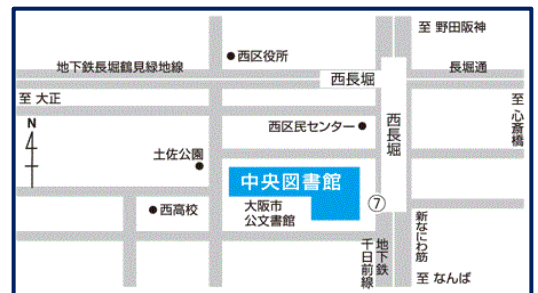 至 野田阪神
西区役所
地下鉄長堀鶴見緑地線
西長堀
長堀通
至 大正
至 心斎橋
N
西区民センター
西長堀
土佐公園
中央図書館
大阪市
公文書館
西高校
⑦
新なにわ筋
地下鉄
千日前線
至 なんば